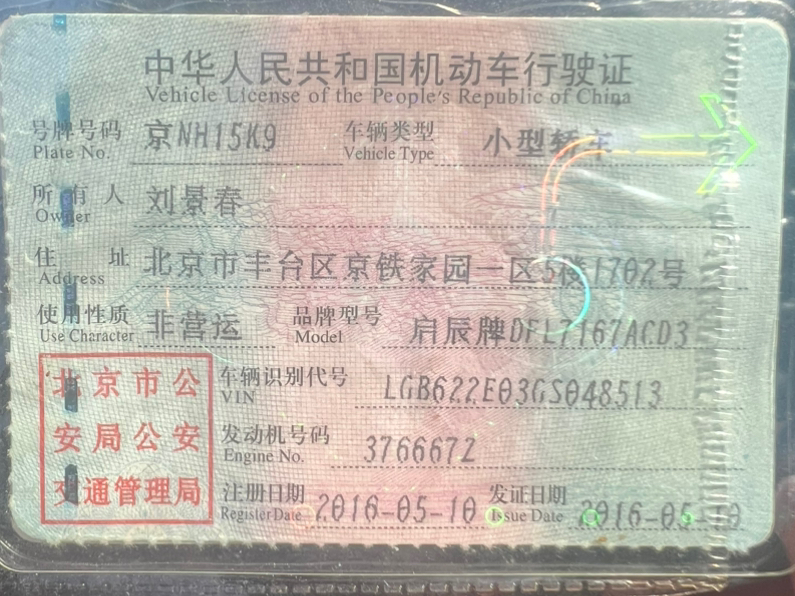 中华人民共和国机动车行驶证
Vehicle License of the People's Republic of China
号牌号码 京NH15K9 车辆类型 小型轿车
Plate No. Vehicle Type
所有人 刘景春
Owner
住址 北京市丰台区京铁家园一区5楼1702号
Address
使用性质 非营运 品牌型号 启辰牌DFL7167ACD3
Use Character Model
北京市公
安局公安
交通管理局
车辆识别代号 LGB622E03GS048513
VIN
发动机号码 376667Z
Engine No.
注册日期 2016-05-10 发证日期 2016-05-10
Register Date Issue Date